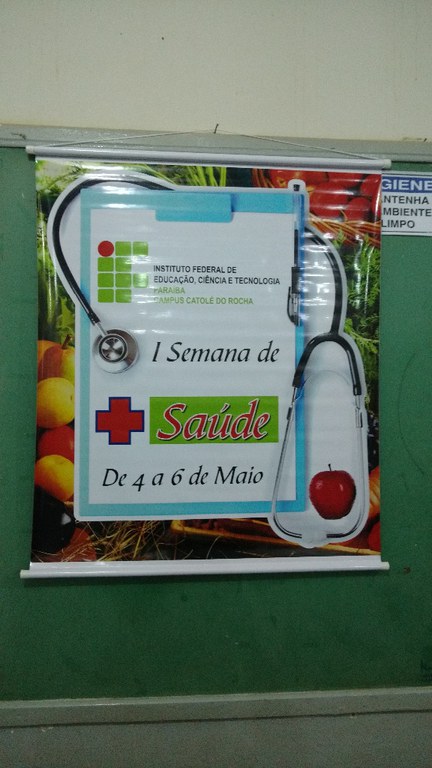 INSTITUTO FEDERAL DE
EDUCAÇÃO, CIÊNCIA E TECNOLOGIA
PARAÍBA
CAMPUS CATOLÉ DO ROCHA
I Semana de
Saúde
De 4 a 6 de Maio
GIENE
ANTENHA
MBIENTE
LIMPO